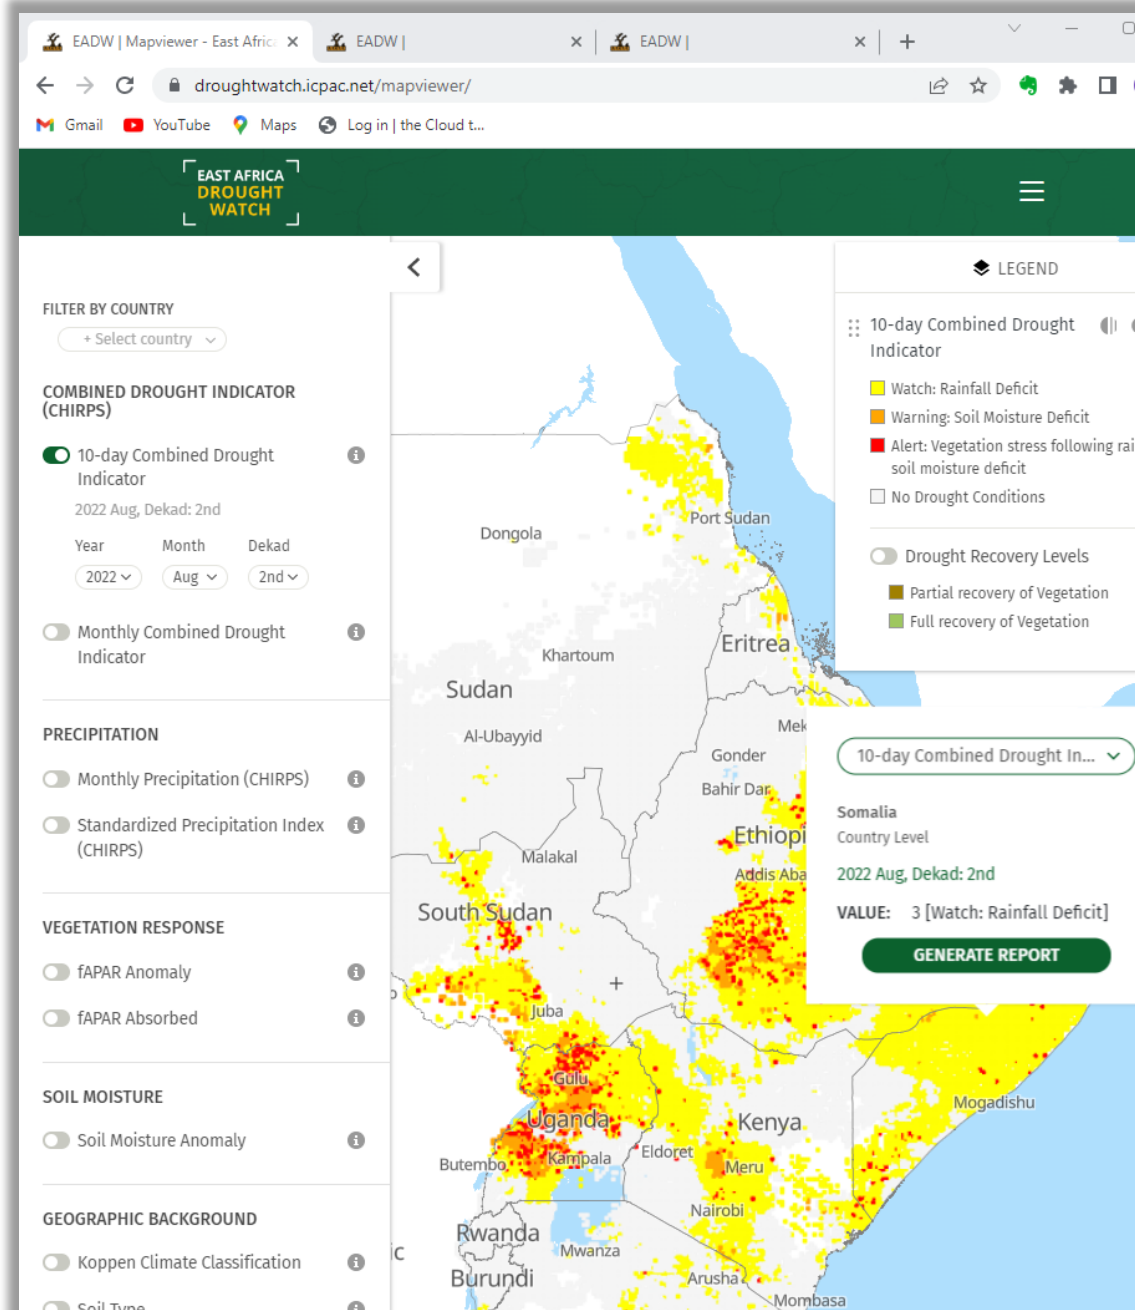 EADW | Mapviewer - East Afric
EADW |
EADW |
droughtwatch.icpac.net/mapviewer/
Gmail
YouTube
Maps
Log in | the Cloud t...
EAST AFRICA
DROUGHT
WATCH
FILTER BY COUNTRY
+ Select country
COMBINED DROUGHT INDICATOR
(CHIRPS)
10-day Combined Drought
Indicator
2022 Aug, Dekad: 2nd
Year Month Dekad
2022 Aug 2nd
Monthly Combined Drought
Indicator
PRECIPITATION
Monthly Precipitation (CHIRPS)
Standardized Precipitation Index
(CHIRPS)
VEGETATION RESPONSE
fAPAR Anomaly
fAPAR Absorbed
SOIL MOISTURE
Soil Moisture Anomaly
GEOGRAPHIC BACKGROUND
Koppen Climate Classification
Soil Type
LEGEND
10-day Combined Drought
Indicator
Watch: Rainfall Deficit
Warning: Soil Moisture Deficit
Alert: Vegetation stress following rai
soil moisture deficit
No Drought Conditions
Drought Recovery Levels
Partial recovery of Vegetation
Full recovery of Vegetation
10-day Combined Drought In...
Somalia
Country Level
2022 Aug, Dekad: 2nd
VALUE: 3 [Watch: Rainfall Deficit]
GENERATE REPORT
Port Sudan
Dongola
Eritrea
Khartoum
Sudan
Mek
Al-Ubayyid
Gonder
Bahir Dar
Ethiopi
Malakal
Addis Aba
South Sudan
Juba
Gulu
Mogadishu
Uganda
Kenya
Eldoret
Kampala
Butembo
Meru
Nairobi
Rwanda
ic
Mwanza
Burundi
Arusha
Mombasa